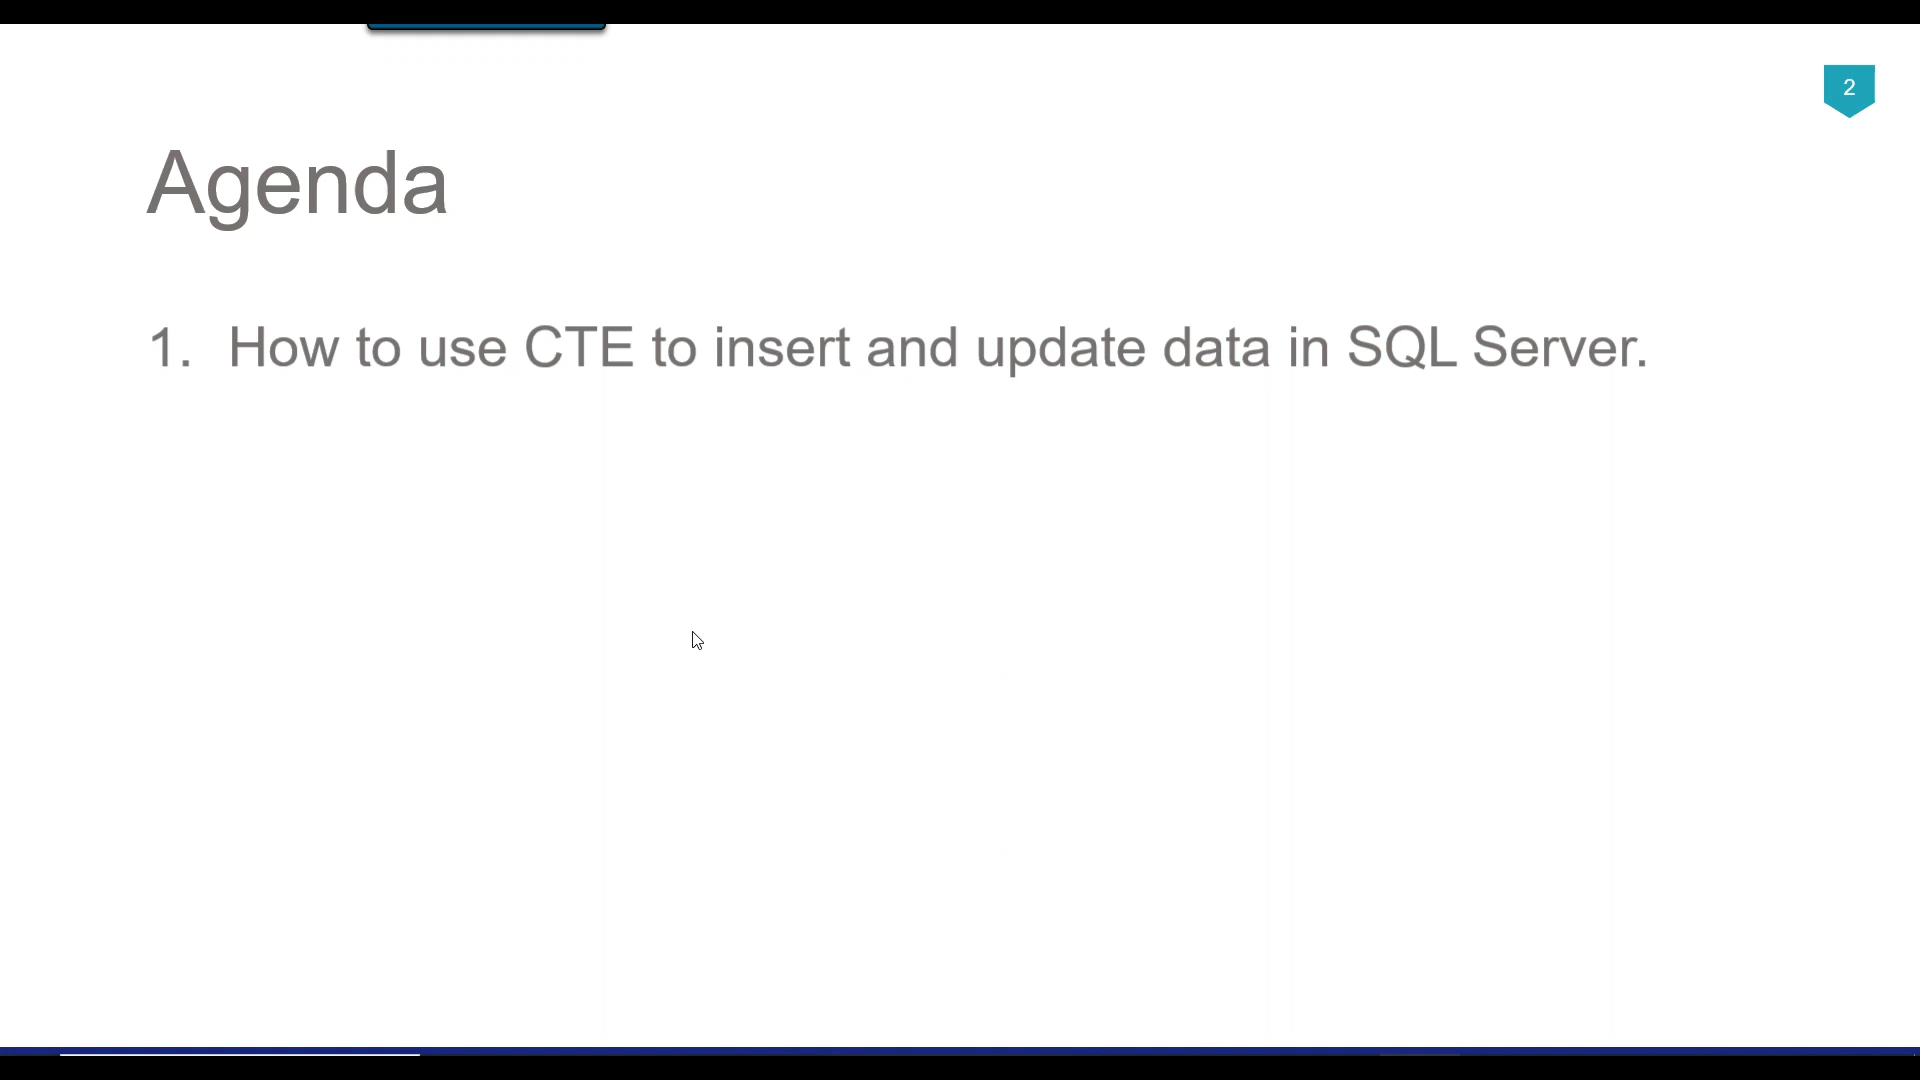 2
Agenda
1. How to use CTE to insert and update data in SQL Server.